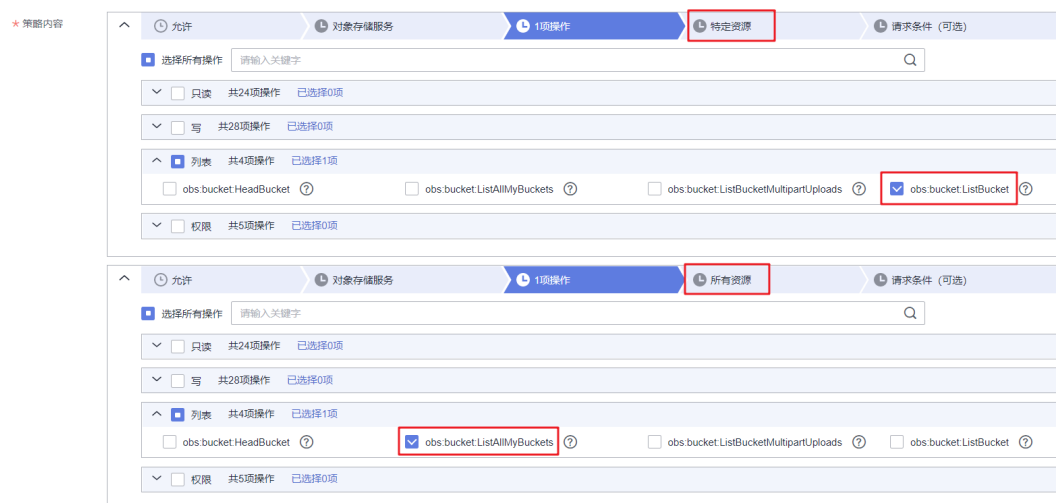 * 策略内容
允许 对象存储服务 1项操作 特定资源 请求条件 (可选)
选择所有操作 请输入关键字
只读 共24项操作 已选择0项
写 共28项操作 已选择0项
列表 共4项操作 已选择1项
obs:bucket:HeadBucket ? obs:bucket:ListAllMyBuckets ? obs:bucket:ListBucketMultipartUploads ? obs:bucket:ListBucket ?
权限 共5项操作 已选择0项
允许 对象存储服务 1项操作 所有资源 请求条件 (可选)
选择所有操作 请输入关键字
只读 共24项操作 已选择0项
写 共28项操作 已选择0项
列表 共4项操作 已选择1项
obs:bucket:HeadBucket ? obs:bucket:ListAllMyBuckets ? obs:bucket:ListBucketMultipartUploads ? obs:bucket:ListBucket ?
权限 共5项操作 已选择0项